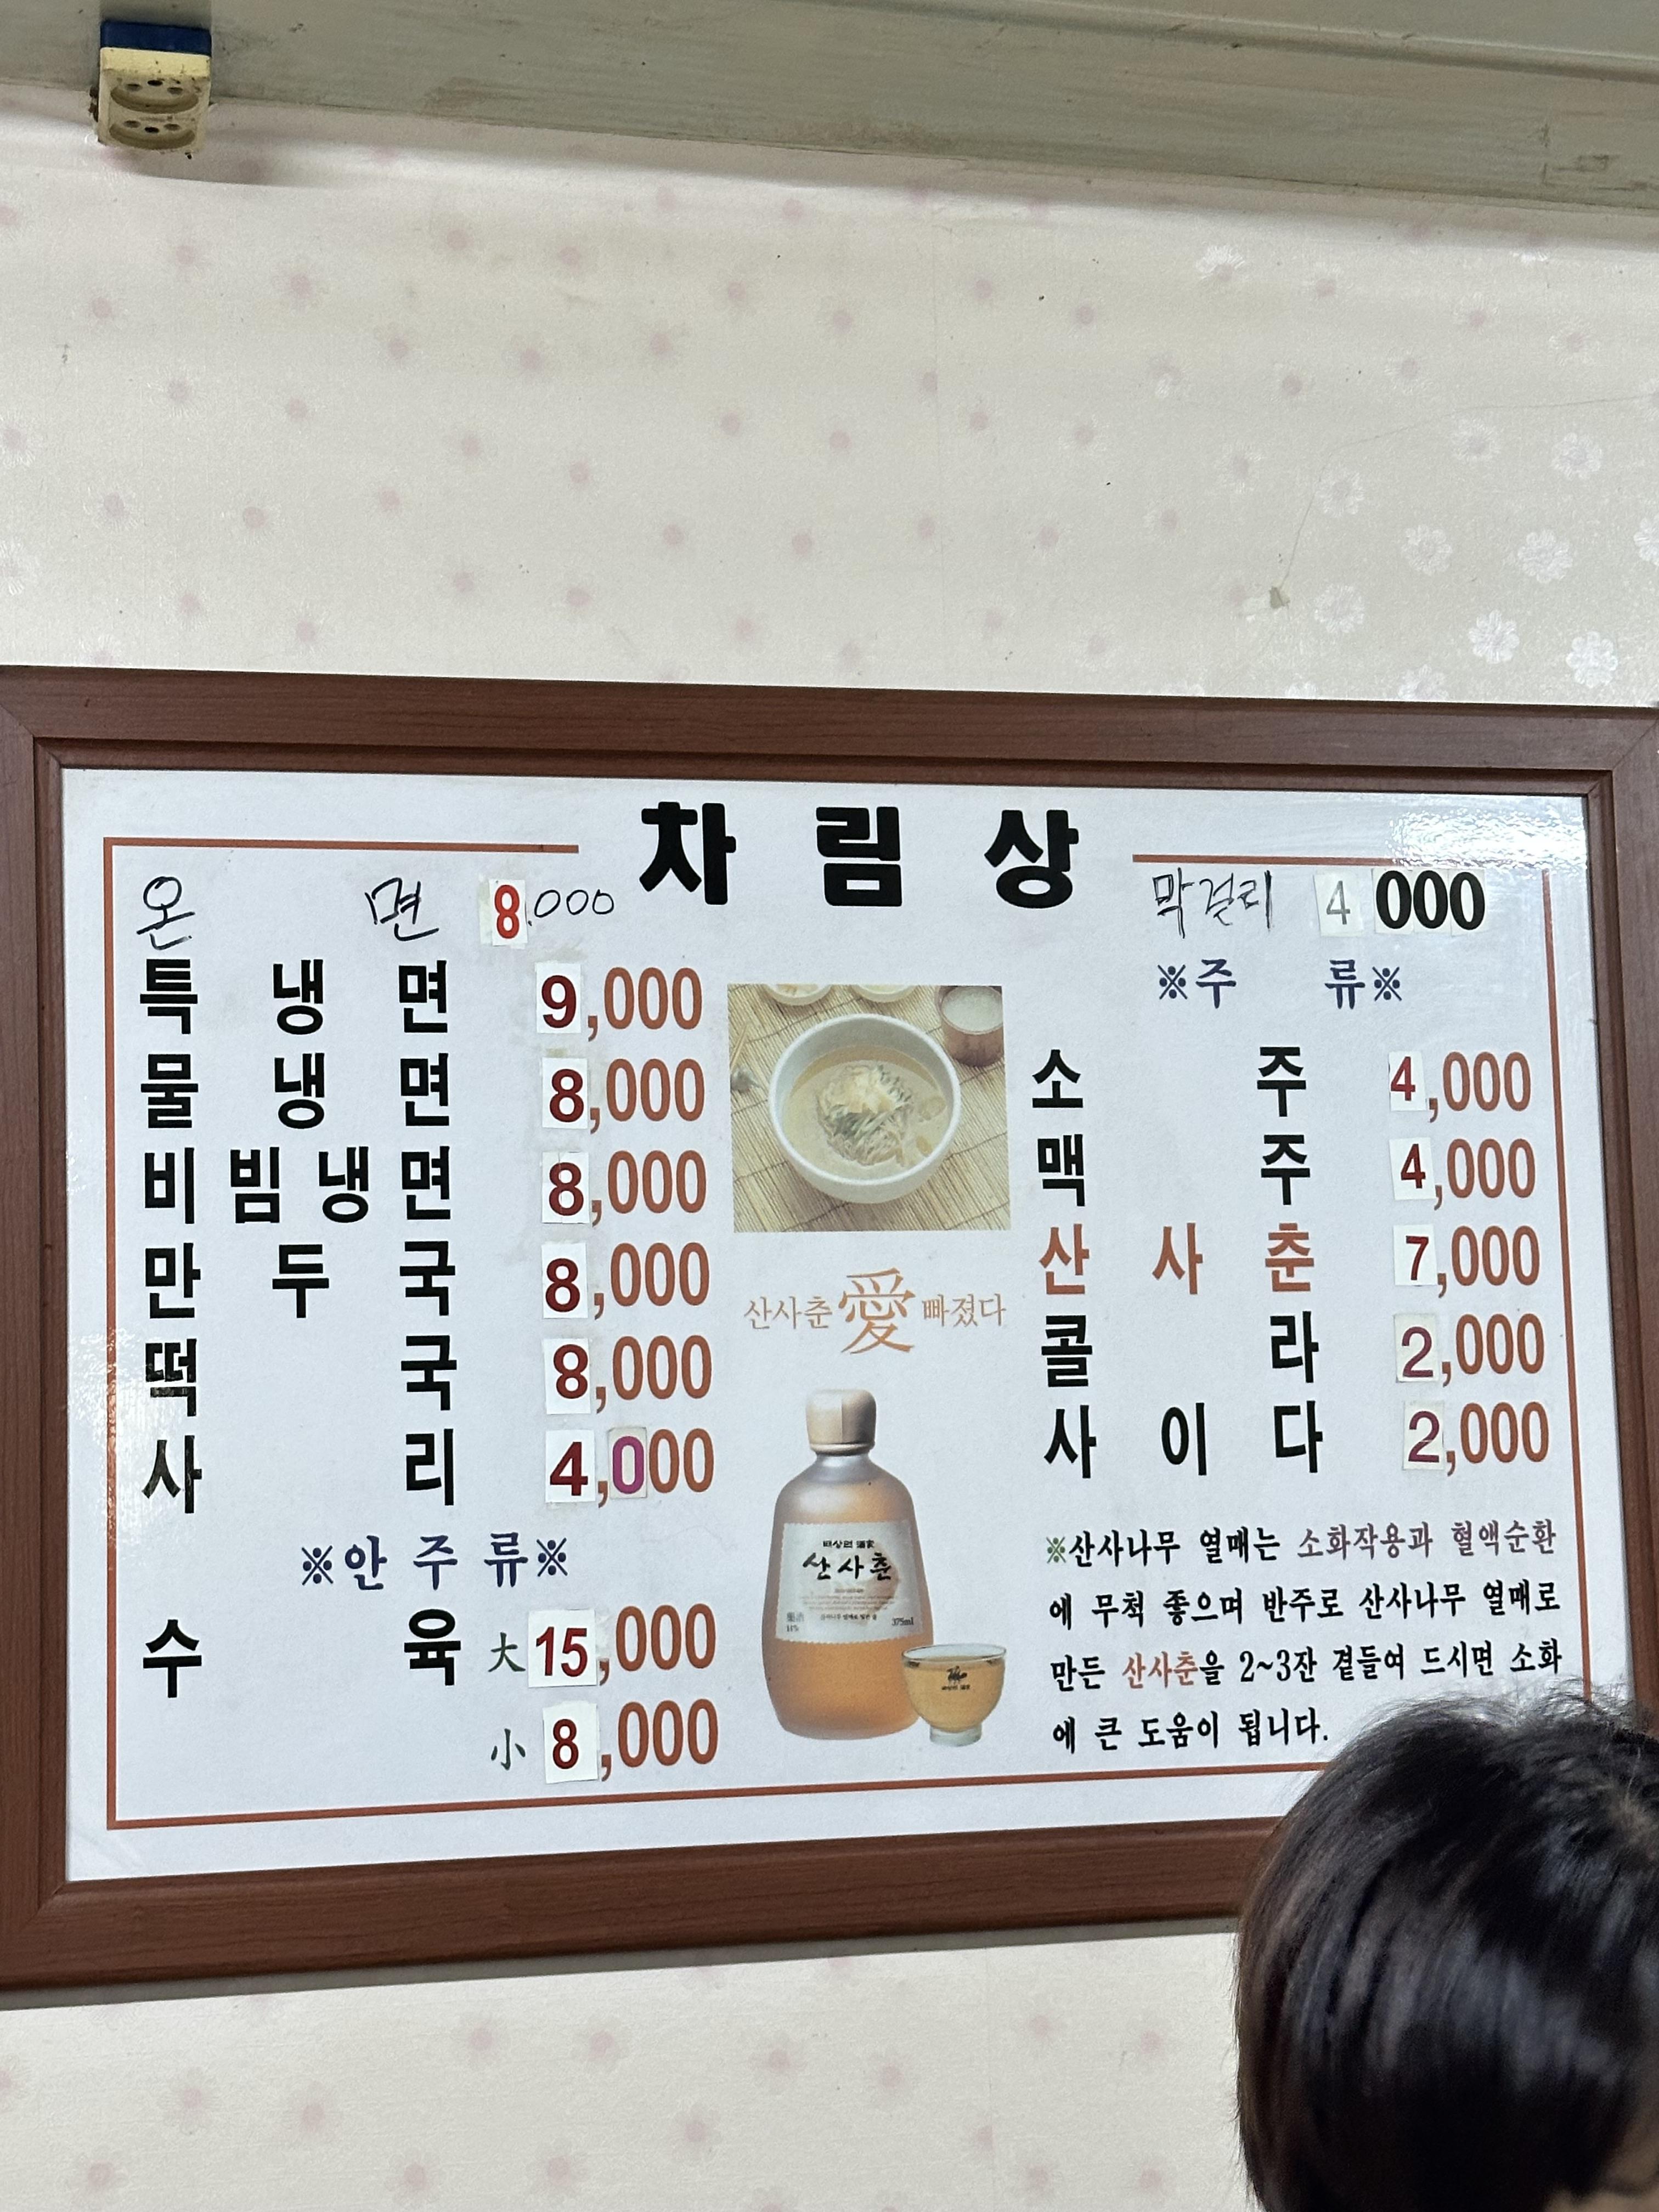 차림상
온면 8,000
특냉면 9,000
물냉면 8,000
비빔냉면 8,000
만두국 8,000
떡국 8,000
사리 4,000
※안주류※
수육 大 15,000
小 8,000
산사춘愛빠졌다
산사춘
375ml
막걸리 4000
※주류※
소주 4,000
맥주 4,000
산사춘 7,000
콜라 2,000
사이다 2,000
※산사나무 열매는 소화작용과 혈액순환
에 무척 좋으며 반주로 산사나무 열매로
만든 산사춘을 2~3잔 곁들여 드시면 소화
에 큰 도움이 됩니다.